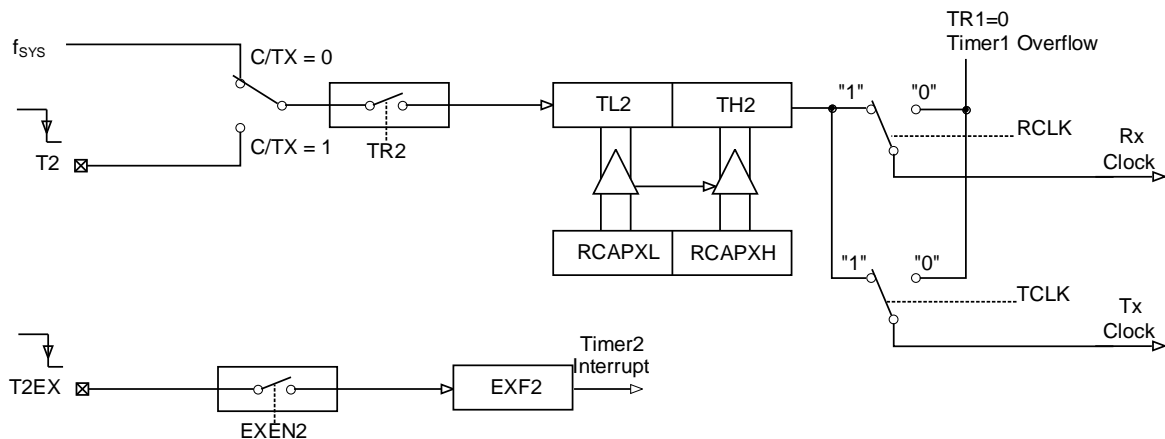 TR1=0
Timer1 Overflow
fSYS
C/TX = 0
"1"
"0"
TL2
TH2
RCLK
Rx
Clock
T2
C/TX = 1
TR2
RCAPXL
RCAPXH
"1"
"0"
TCLK
Tx
Clock
Timer2
Interrupt
T2EX
EXF2
EXEN2